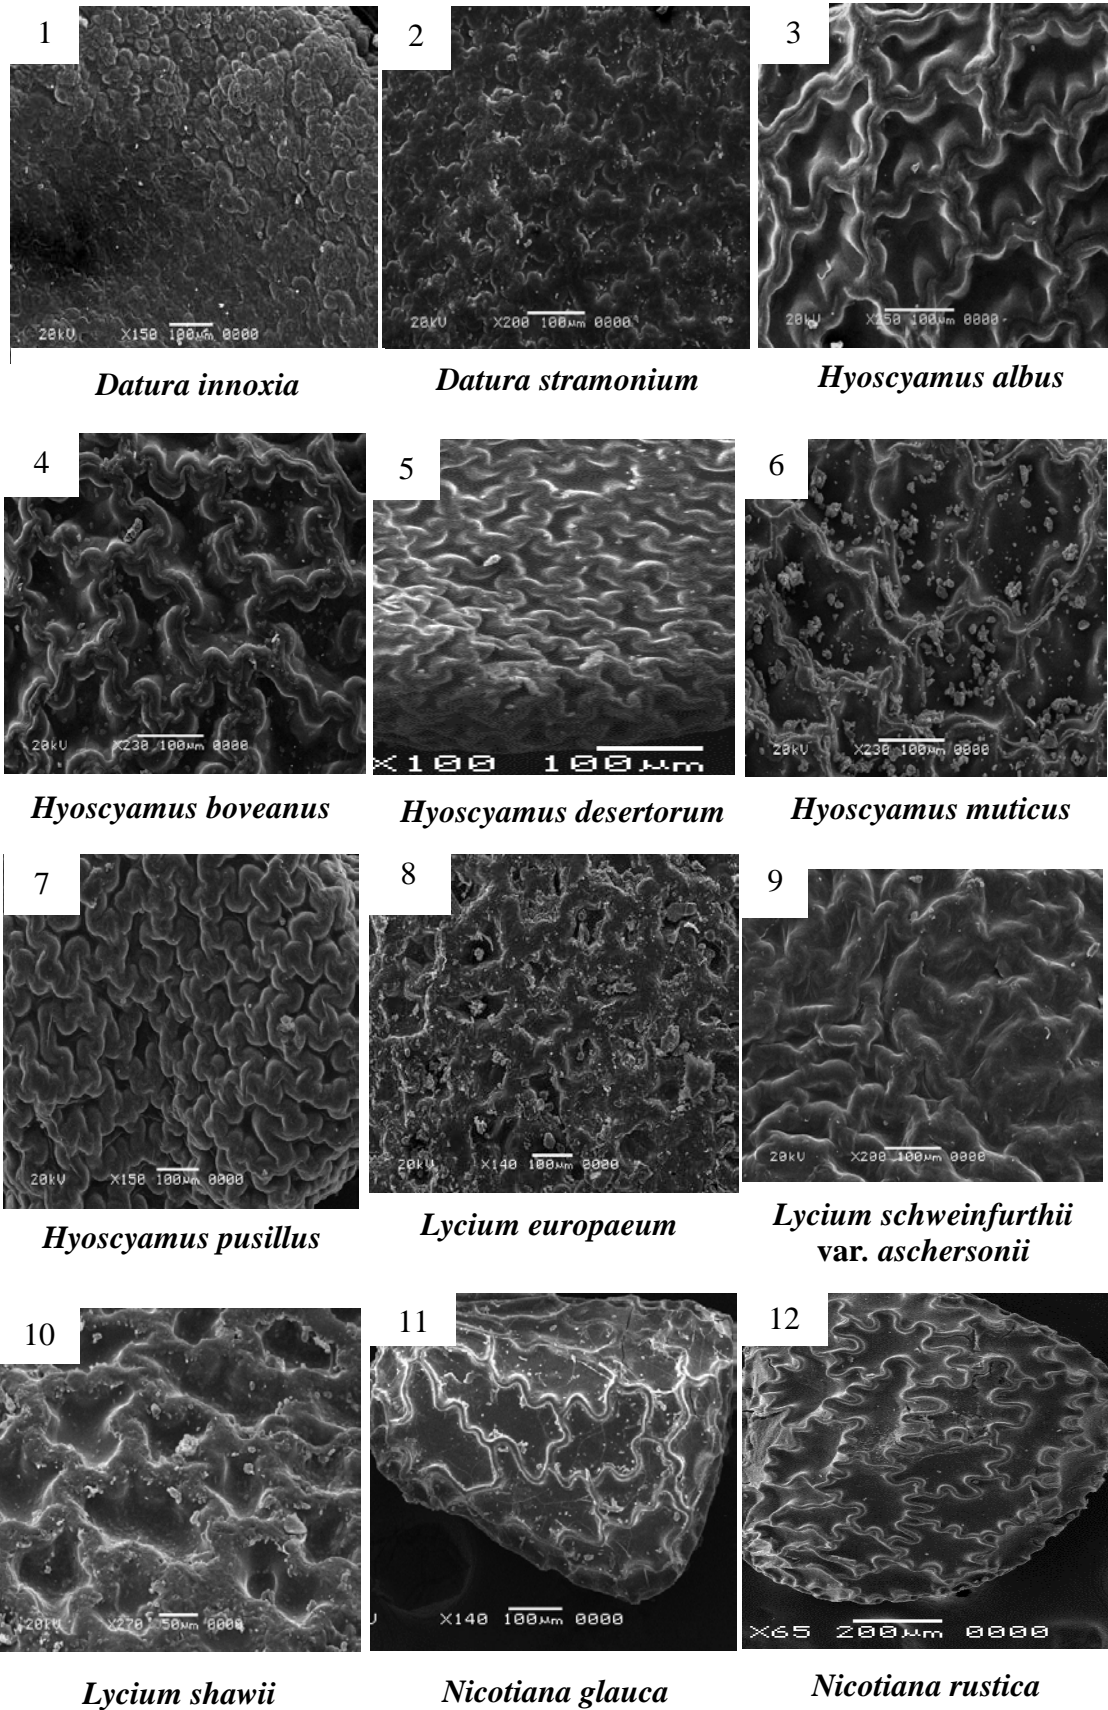 1
20kV X150 100µm 0000
Datura innoxia
2
20kV X200 100µm 0000
Datura stramonium
3
20kV X250 100µm 0000
Hyoscyamus albus
4
20kV X230 100µm 0000
Hyoscyamus boveanus
5
X100 100µm
Hyoscyamus desertorum
6
20kV X230 100µm 0000
Hyoscyamus muticus
7
20kV X150 100µm 0000
Hyoscyamus pusillus
8
20kV X140 100µm 0000
Lycium europaeum
9
20kV X200 100µm 0000
Lycium schweinfurthii
var. aschersonii
10
20kV X270 50µm 0000
Lycium shawii
11
X140 100µm 0000
Nicotiana glauca
12
X65 200µm 0000
Nicotiana rustica